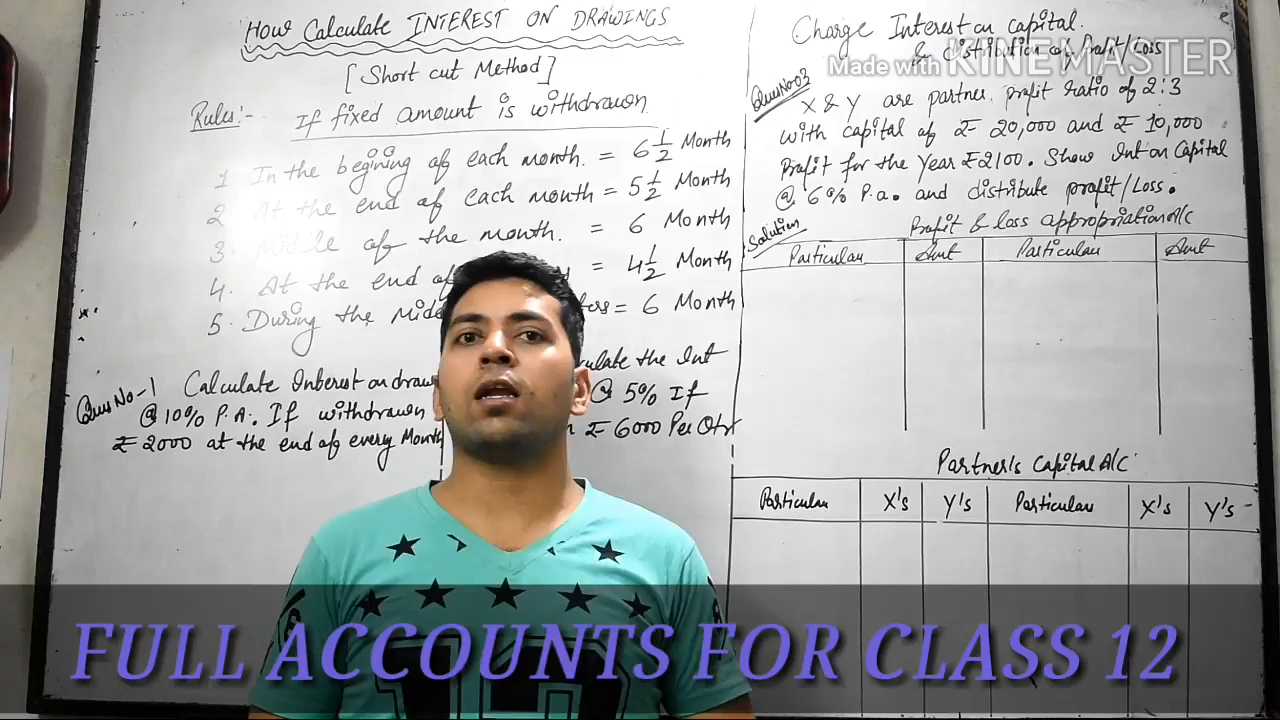 HOW Calculate INTEREST ON DRAWINGS
[Short cut Method]
Rules:- If fixed amount is withdrawn
1. In the begining of each month. = 6 1/2 Month
2. At the end of each month = 5 1/2 Month
3. Middle of the month. = 6 Month
4. At the end of = 4 1/2 Month
5. During the = 6 Month
Ques No-1 Calculate Interest on
@ 10% P.A. If withdrawn
₹ 2000 at the end of every Month
the Int
@ 5% If
₹ 6000 Per Qtr
Charge Interest on capital.
& distribution of Profit/Loss
Made with KINEMASTER
Ques No 03
X & Y are partner. profit ratio of 2:3
with capital of ₹ 20,000 and ₹ 10,000
Profit for the Year ₹ 2100. Show Int on Capital
@ 6% P.a. and distribute profit/Loss.
Solution
Profit & loss appropriation A/c
Particular Amt Particular Amt
Partner's Capital A/C
Particular X's Y's Particular X's Y's
FULL ACCOUNTS FOR CLASS 12